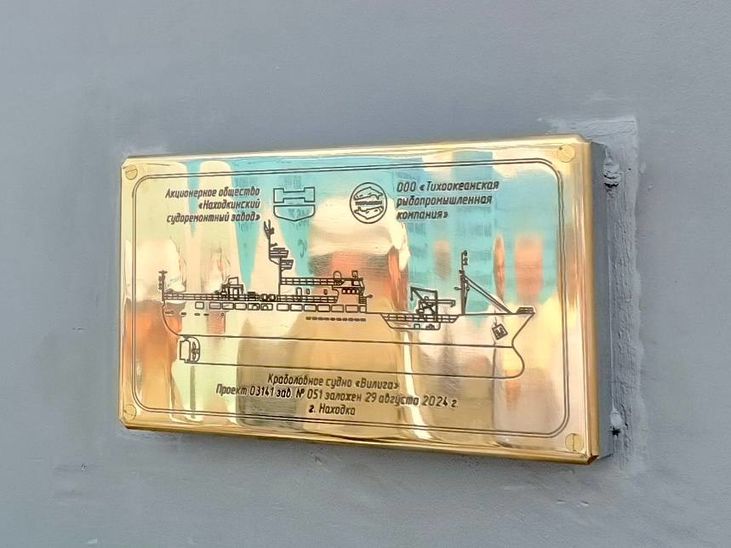 Акционерное общество
«Находкинский
судоремонтный завод»
ООО «Тихоокеанская
рыбопромышленная
компания»
Краболовное судно «Вилига»
Проект 03141 зав. № 051 заложен 29 августа 2024 г.
г. Находка